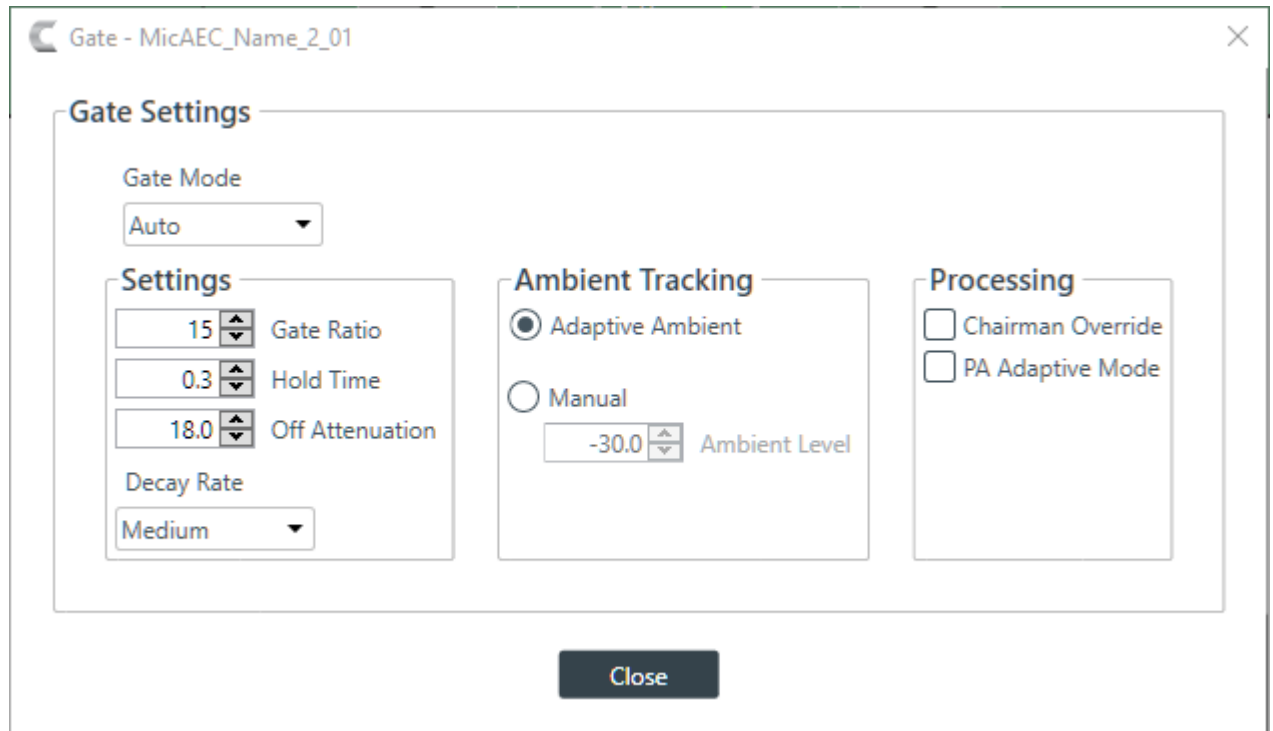 Gate - MicAEC_Name_2_01
Gate Settings
Gate Mode
Auto
Settings
15 Gate Ratio
0.3 Hold Time
18.0 Off Attenuation
Decay Rate
Medium
Ambient Tracking
Adaptive Ambient
Manual
-30.0 Ambient Level
Processing
Chairman Override
PA Adaptive Mode
Close